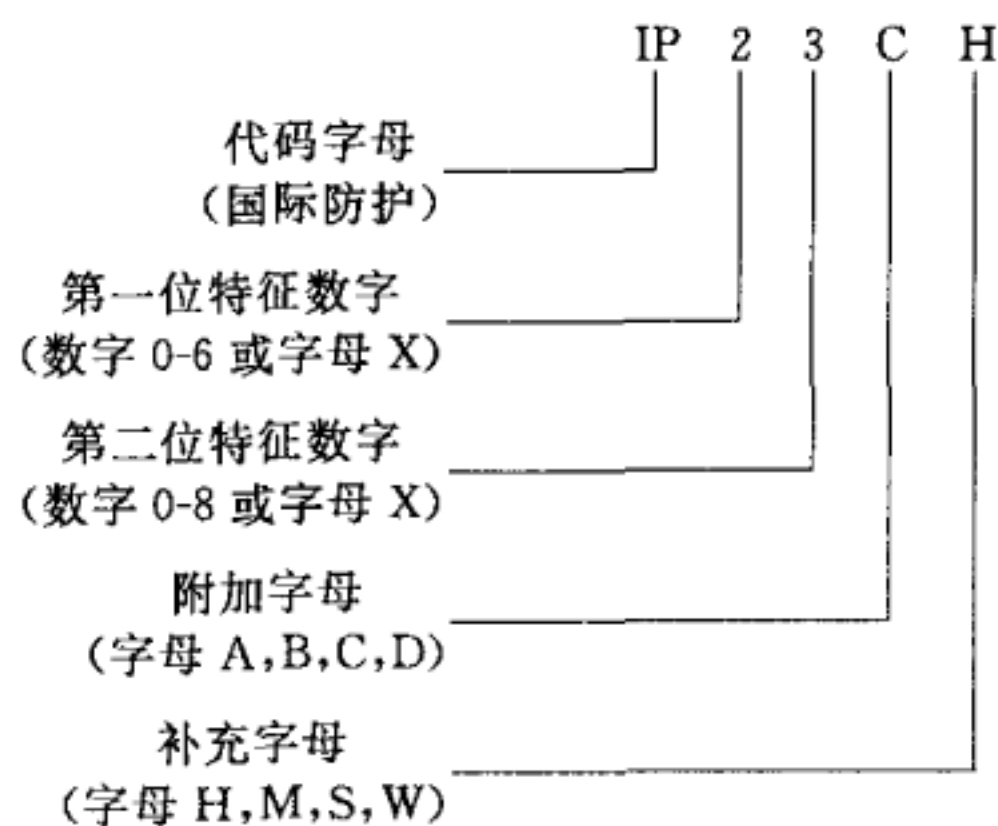 IP 2 3 C H
代码字母
(国际防护)
第一位特征数字
(数字 0-6 或字母 X)
第二位特征数字
(数字 0-8 或字母 X)
附加字母
(字母 A,B,C,D)
补充字母
(字母 H,M,S,W)